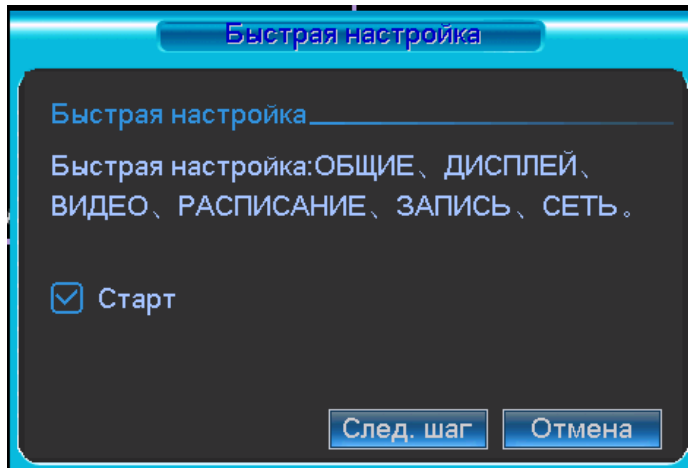 Быстрая настройка
Быстрая настройка
Быстрая настройка:ОБЩИЕ、ДИСПЛЕЙ、
ВИДЕО、РАСПИСАНИЕ、ЗАПИСЬ、СЕТЬ。
Старт
След. шаг Отмена